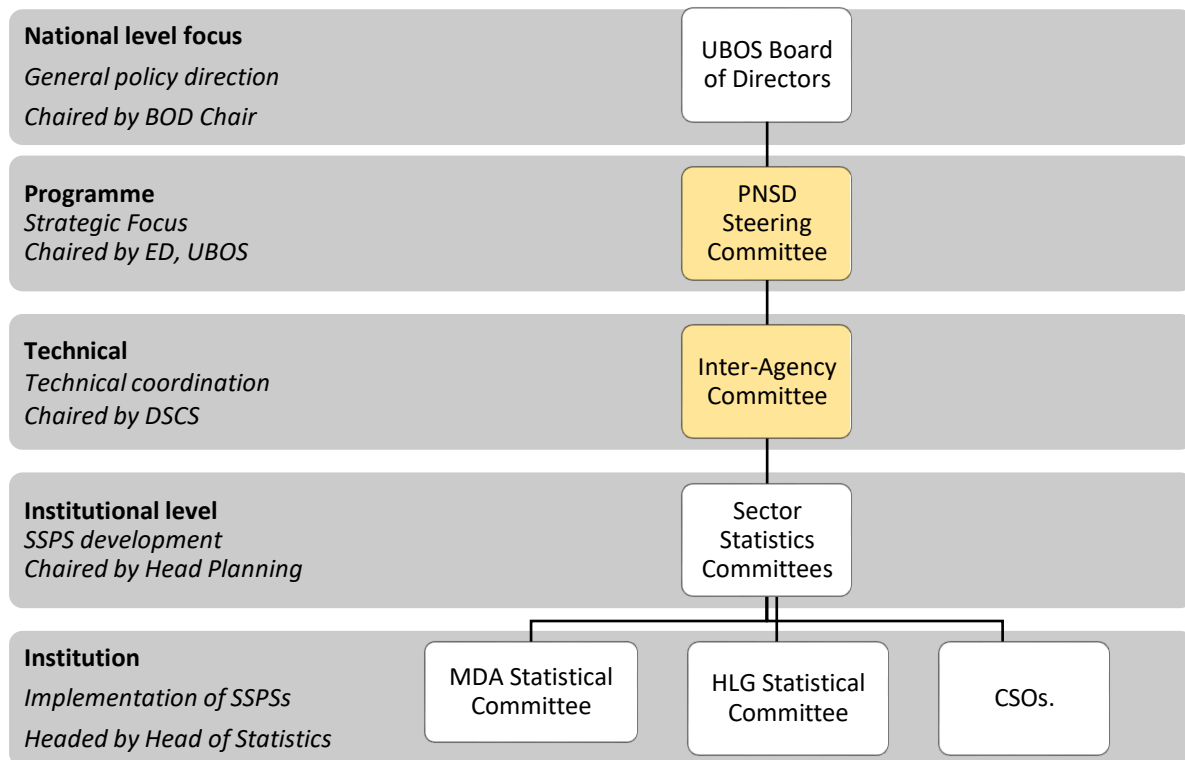 National level focus
General policy direction
Chaired by BOD Chair
UBOS Board
of Directors
Programme
Strategic Focus
Chaired by ED, UBOS
PNSD
Steering
Committee
Technical
Technical coordination
Chaired by DSCS
Inter-Agency
Committee
Institutional level
SSPS development
Chaired by Head Planning
Sector
Statistics
Committees
Institution
Implementation of SSPSs
Headed by Head of Statistics
MDA Statistical
Committee
HLG Statistical
Committee
CSOs.